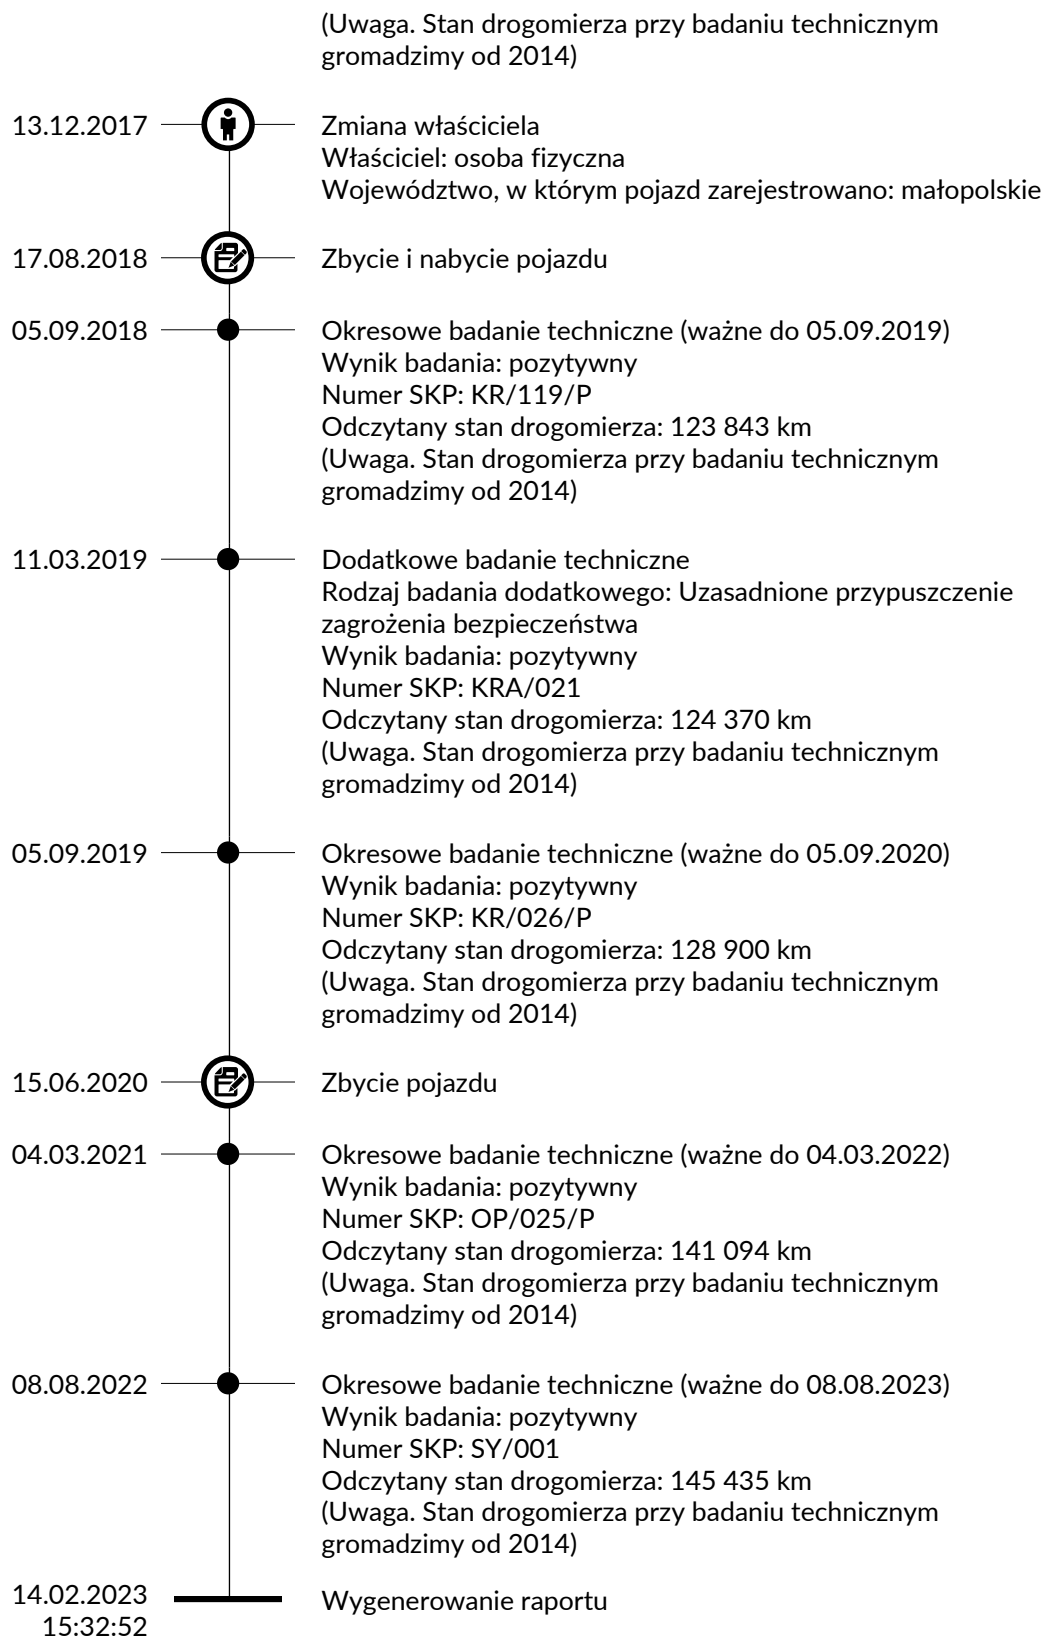 (Uwaga. Stan drogomierza przy badaniu technicznym
gromadzimy od 2014)
13.12.2017
Zmiana właściciela
Właściciel: osoba fizyczna
Województwo, w którym pojazd zarejestrowano: małopolskie
17.08.2018
Zbycie i nabycie pojazdu
05.09.2018
Okresowe badanie techniczne (ważne do 05.09.2019)
Wynik badania: pozytywny
Numer SKP: KR/119/P
Odczytany stan drogomierza: 123 843 km
(Uwaga. Stan drogomierza przy badaniu technicznym
gromadzimy od 2014)
11.03.2019
Dodatkowe badanie techniczne
Rodzaj badania dodatkowego: Uzasadnione przypuszczenie
zagrożenia bezpieczeństwa
Wynik badania: pozytywny
Numer SKP: KRA/021
Odczytany stan drogomierza: 124 370 km
(Uwaga. Stan drogomierza przy badaniu technicznym
gromadzimy od 2014)
05.09.2019
Okresowe badanie techniczne (ważne do 05.09.2020)
Wynik badania: pozytywny
Numer SKP: KR/026/P
Odczytany stan drogomierza: 128 900 km
(Uwaga. Stan drogomierza przy badaniu technicznym
gromadzimy od 2014)
15.06.2020
Zbycie pojazdu
04.03.2021
Okresowe badanie techniczne (ważne do 04.03.2022)
Wynik badania: pozytywny
Numer SKP: OP/025/P
Odczytany stan drogomierza: 141 094 km
(Uwaga. Stan drogomierza przy badaniu technicznym
gromadzimy od 2014)
08.08.2022
Okresowe badanie techniczne (ważne do 08.08.2023)
Wynik badania: pozytywny
Numer SKP: SY/001
Odczytany stan drogomierza: 145 435 km
(Uwaga. Stan drogomierza przy badaniu technicznym
gromadzimy od 2014)
14.02.2023
15:32:52
Wygenerowanie raportu